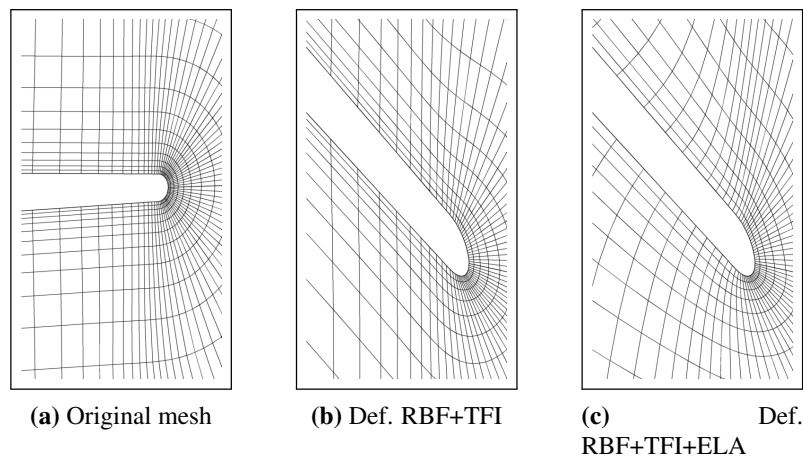 (a) Original mesh
(b) Def. RBF+TFI
(c) Def.
RBF+TFI+ELA